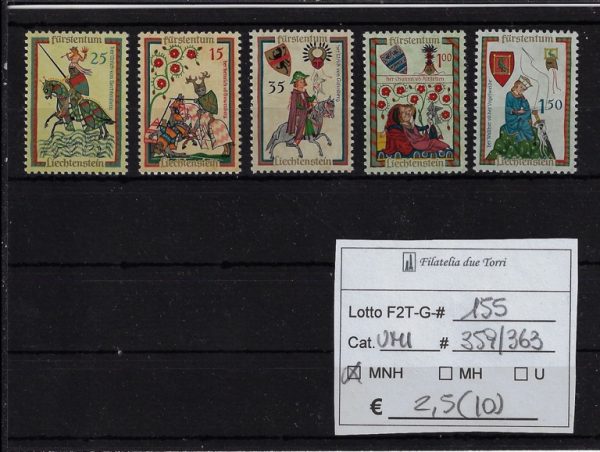 fürstentum
25
Liechtenstein
fürstentum
15
Liechtenstein
fürstentum
35
Liechtenstein
fürstentum
1.00
Liechtenstein
fürstentum
1.50
Liechtenstein
Filatelia due Torri
Lotto F2T-G-# 155
Cat. UNI # 359/363
MNH MH U
€ 2,5(10)